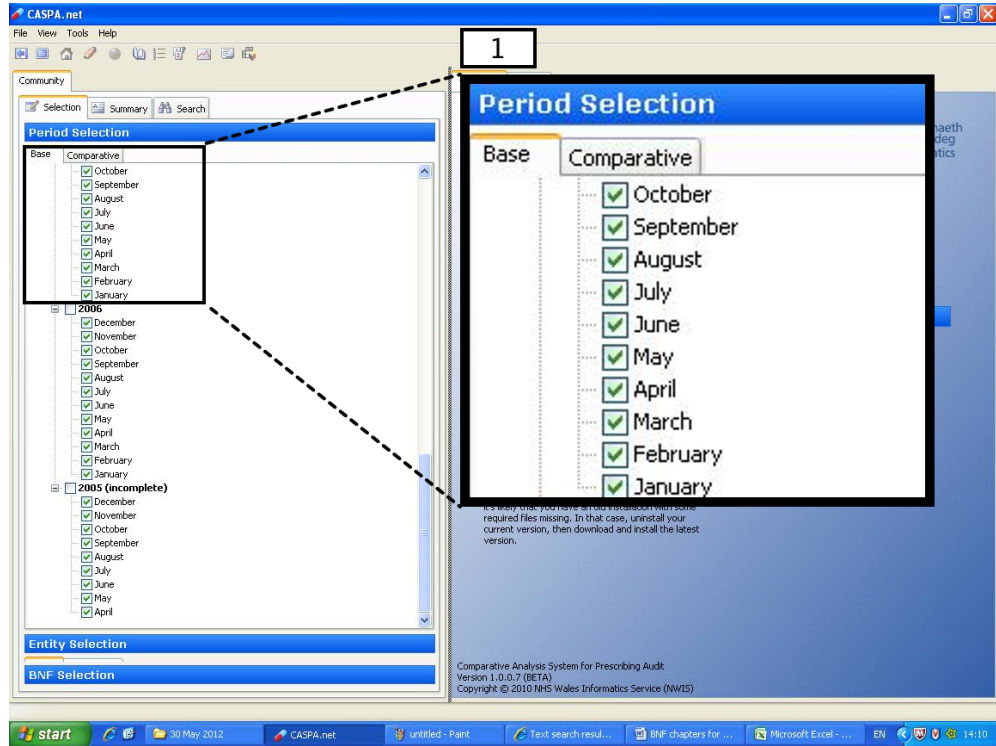 CASPA.net
File View Tools Help
1
Community
Selection Summary Search
Period Selection
Base Comparative
October
September
August
July
June
May
April
March
February
January
2006
December
November
October
September
August
July
June
May
April
March
February
January
2005 (incomplete)
December
November
October
September
August
July
June
May
April
Entity Selection
BNF Selection
Period Selection
Base Comparative
October
September
August
July
June
May
April
March
February
January
haeth
deg
atics
it's likely that you have an old installation with some
required files missing. In that case, uninstall your
current version, then download and install the latest
version.
Comparative Analysis System for Prescribing Audit
Version 1.0.0.7 (BETA)
Copyright © 2010 NHS Wales Informatics Service (NWIS)
start 30 May 2012 CASPA.net untitled - Paint Text search resul... BNF chapters for ... Microsoft Excel - ... EN 14:10